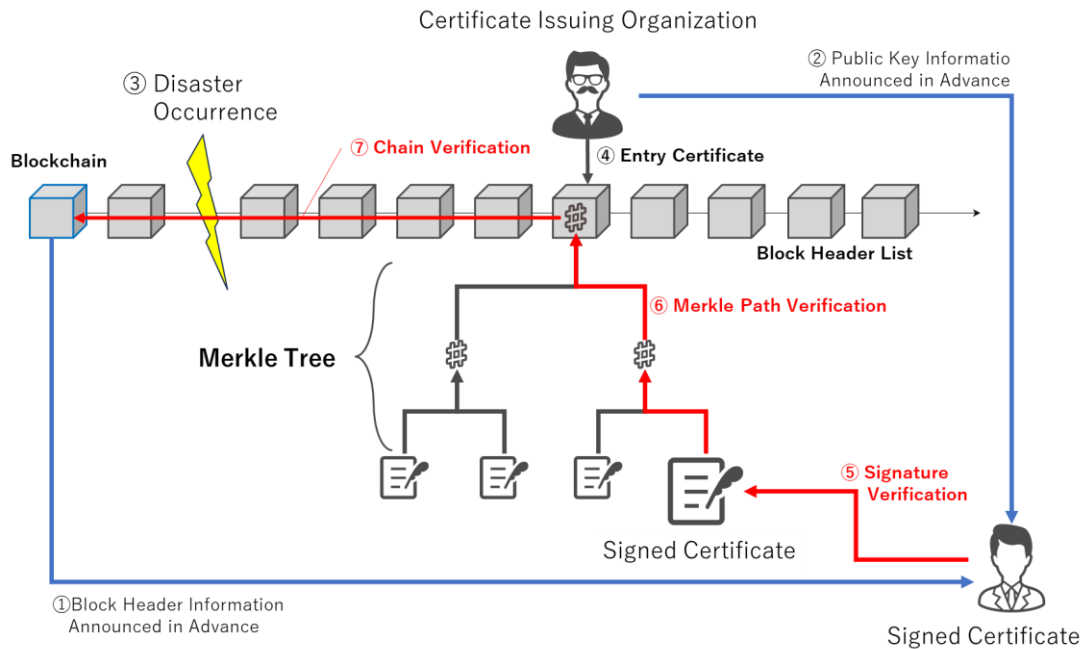 Certificate Issuing Organization
② Public Key Informatio
Announced in Advance
③ Disaster
Occurrence
⑦ Chain Verification
④ Entry Certificate
Blockchain
Block Header List
⑥ Merkle Path Verification
Merkle Tree
⑤ Signature
Verification
Signed Certificate
①Block Header Information
Announced in Advance
Signed Certificate